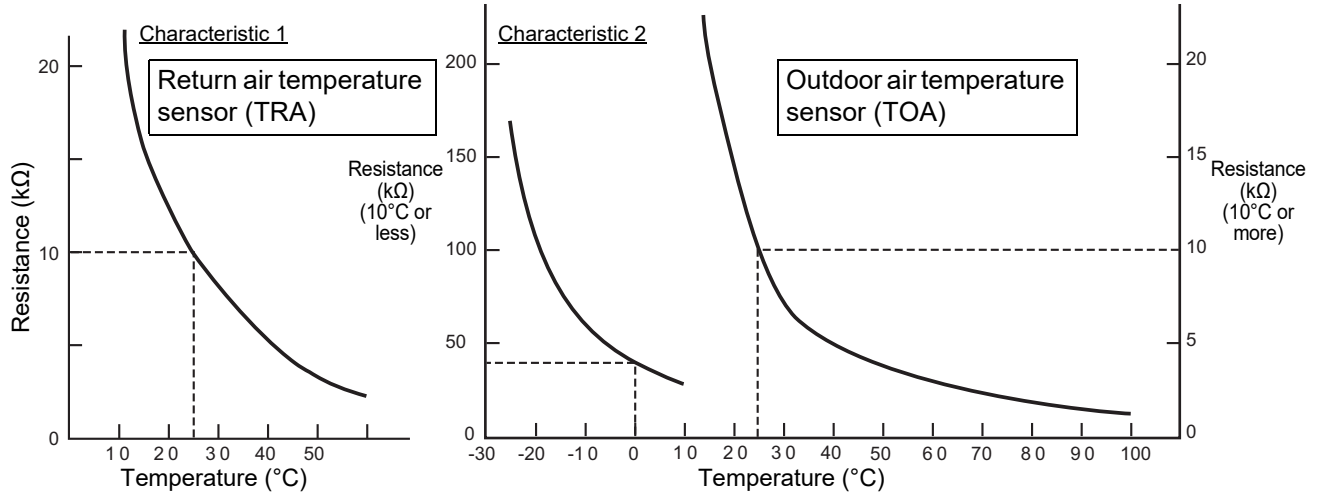 Characteristic 1
Return air temperature
sensor (TRA)
Resistance (kΩ)
20
10
0
10 20 30 40 50
Temperature (°C)
Characteristic 2
Outdoor air temperature
sensor (TOA)
Resistance
(kΩ)
(10°C or
less)
200
150
100
50
0
-30 -20 -10 0 10 20 30 40 50 60 70 80 90 100
Temperature (°C)
20
15
10
5
0
Resistance
(kΩ)
(10°C or
more)